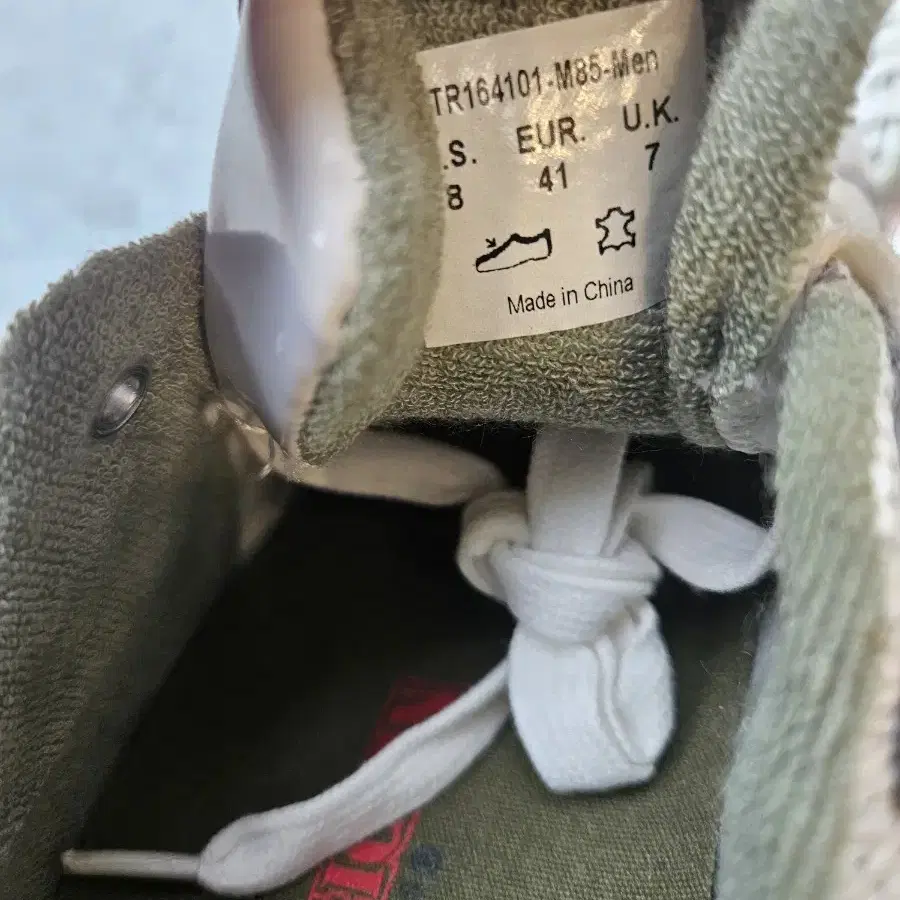 TR164101-M85-Men
.S. EUR. U.K.
8 41 7
Made in China